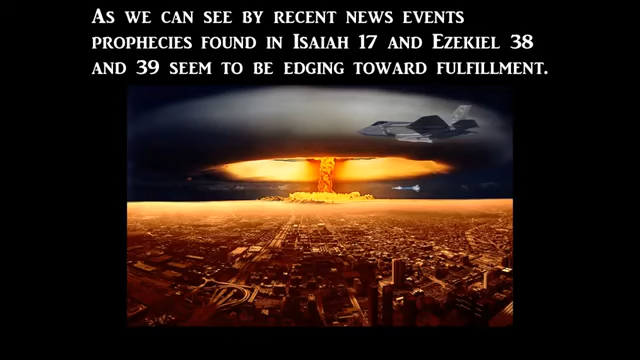 As we can see by recent news events
prophecies found in Isaiah 17 and Ezekiel 38
and 39 seem to be edging toward fulfillment.